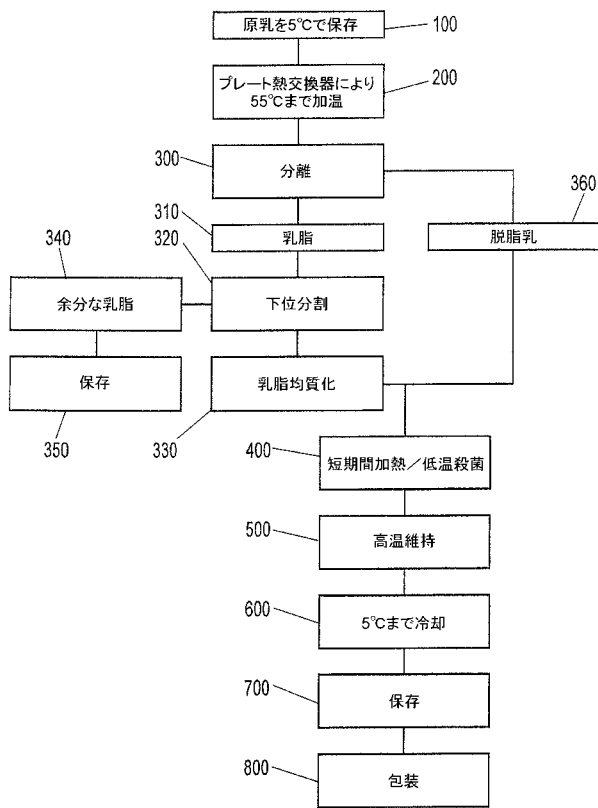 原乳を5℃で保存
100
プレート熱交換器により
55℃まで加温
200
300
分離
360
310
乳脂
脱脂乳
340
320
余分な乳脂
下位分割
保存
乳脂均質化
350
330
400
短期間加熱／低温殺菌
500
高温維持
600
5℃まで冷却
700
保存
800
包装